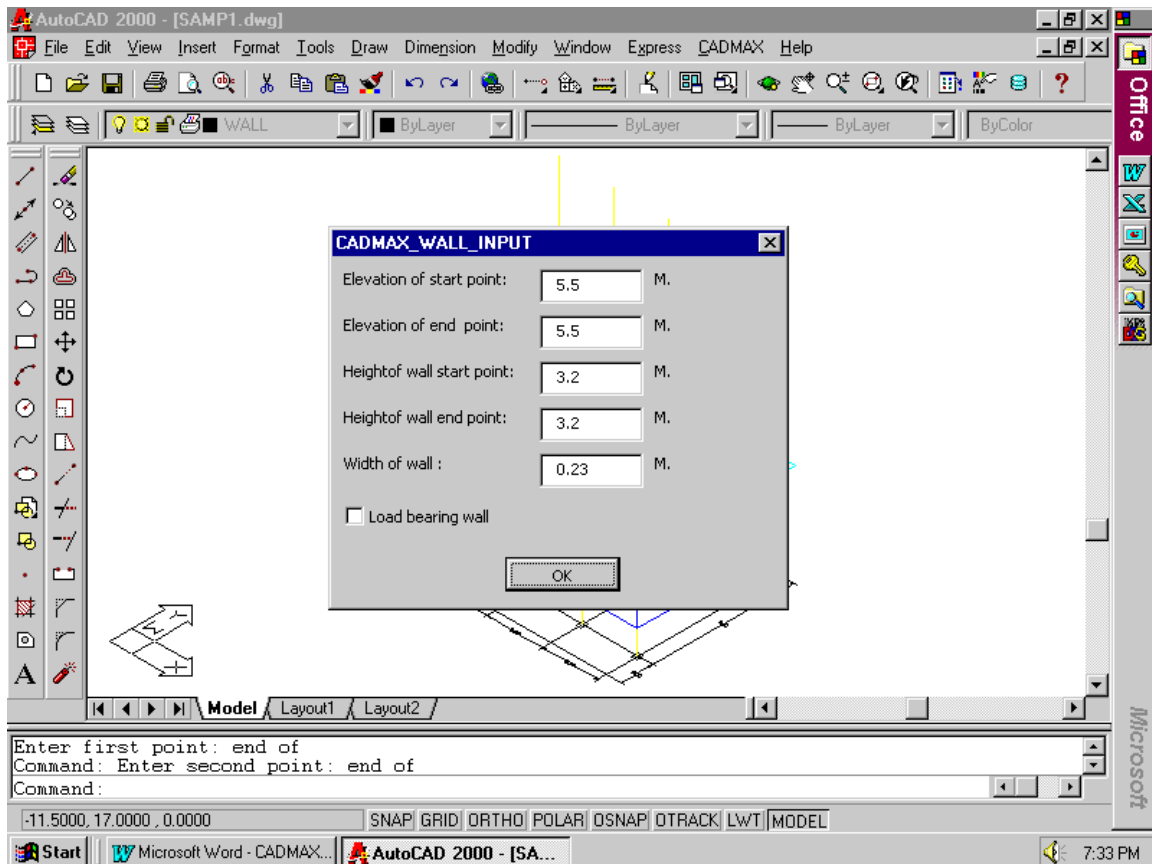 AutoCAD 2000 - [SAMP1.dwg]
File Edit View Insert Format Tools Draw Dimension Modify Window Express CADMAX Help
WALL ByLayer ByLayer ByLayer ByColor
Office
CADMAX_WALL_INPUT
Elevation of start point: 5.5 M.
Elevation of end point: 5.5 M.
Heightof wall start point: 3.2 M.
Heightof wall end point: 3.2 M.
Width of wall : 0.23 M.
Load bearing wall
OK
Model Layout1 Layout2
Enter first point: end of
Command: Enter second point: end of
Command:
-11.5000, 17.0000 , 0.0000 SNAP GRID ORTHO POLAR OSNAP OTRACK LWT MODEL
Microsoft
Start Microsoft Word - CADMAX... AutoCAD 2000 - [SA... 7:33 PM